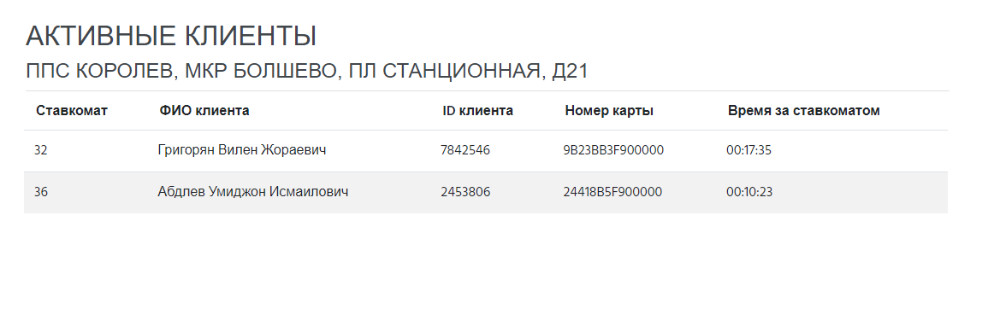 АКТИВНЫЕ КЛИЕНТЫ
ППС КОРОЛЕВ, МКР БОЛШЕВО, ПЛ СТАНЦИОННАЯ, Д21
Ставкомат ФИО клиента ID клиента Номер карты Время за ставкоматом
32 Григорян Вилен Жораевич 7842546 9B23BB3F900000 00:17:35
36 Абдлев Умиджон Исмаилович 2453806 24418B5F900000 00:10:23